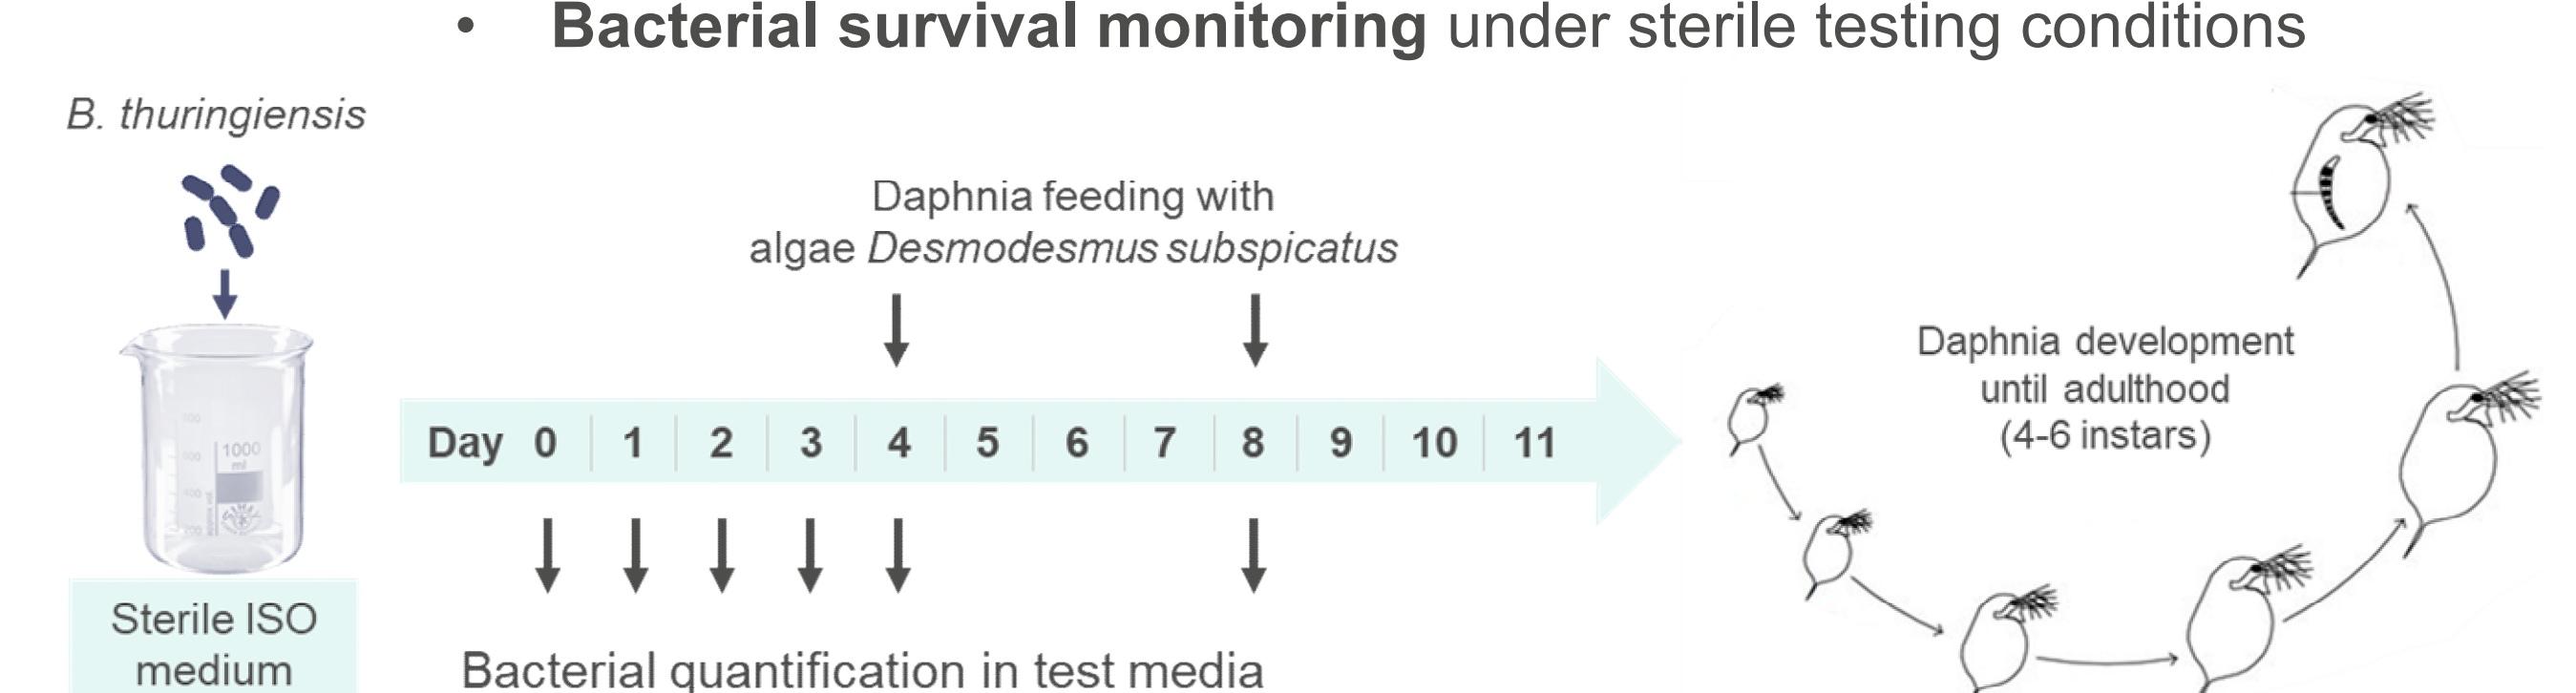 • Bacterial survival monitoring under sterile testing conditions
B. thuringiensis
Daphnia feeding with
algae Desmodesmus subspicatus
Day 0 1 2 3 4 5 6 7 8 9 10 11
Daphnia development
until adulthood
(4-6 instars)
1000
ml
400
200
Sterile ISO
medium
Bacterial quantification in test media